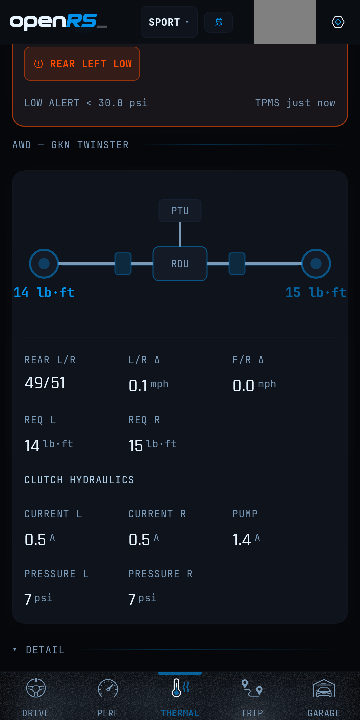 openRS_
SPORT
REAR LEFT LOW
LOW ALERT < 30.0 psi
TPMS just now
AWD — GKN TWINSTER
PTU
RDU
14 lb·ft
15 lb·ft
REAR L/R
L/R Δ
F/R Δ
49/51
0.1 mph
0.0 mph
REQ L
REQ R
14 lb·ft
15 lb·ft
CLUTCH HYDRAULICS
CURRENT L
CURRENT R
PUMP
0.5 A
0.5 A
1.4 A
PRESSURE L
PRESSURE R
7 psi
7 psi
DETAIL
DRIVE
PERF
THERMAL
TRIP
GARAGE